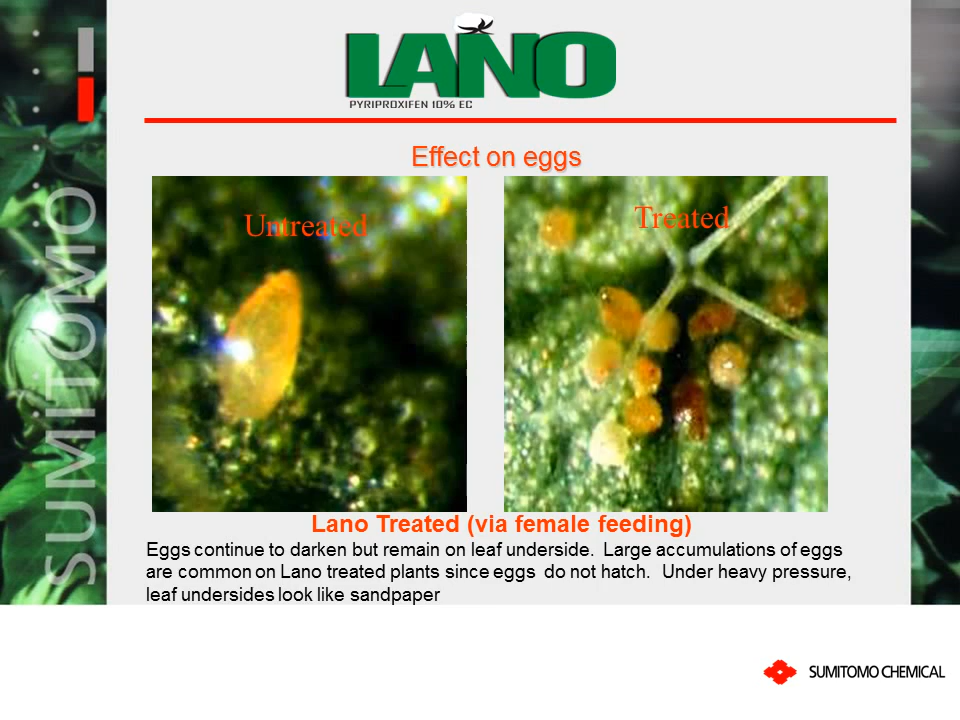 LANO
PYRIPROXIFEN 10% EC
SUMITOMO
Effect on eggs
Untreated
Treated
Lano Treated (via female feeding)
Eggs continue to darken but remain on leaf underside. Large accumulations of eggs
are common on Lano treated plants since eggs do not hatch. Under heavy pressure,
leaf undersides look like sandpaper
SUMITOMO CHEMICAL